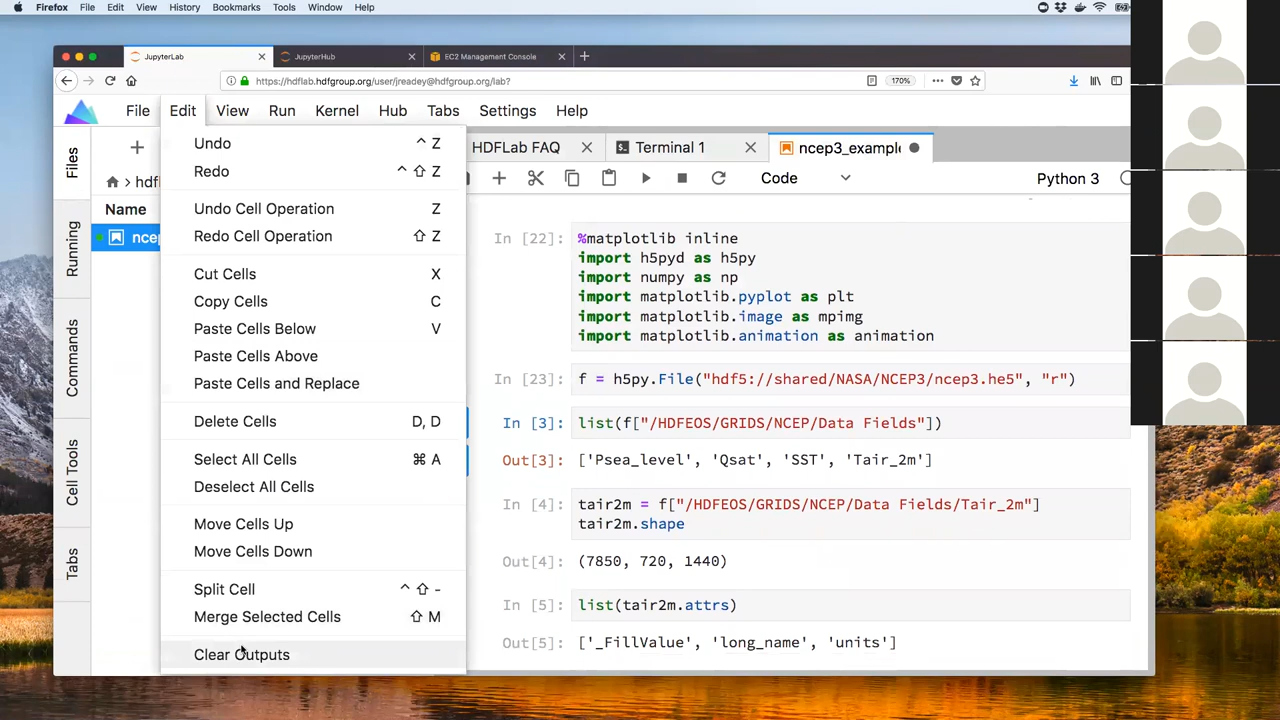 Firefox File Edit View History Bookmarks Tools Window Help
JupyterLab
JupyterHub
EC2 Management Console
https://hdflab.hdfgroup.org/user/jreadey@hdfgroup.org/lab?
170%
File Edit View Run Kernel Hub Tabs Settings Help
Files
Running
Commands
Cell Tools
Tabs
hdfl
Name
ncep
Undo ^ Z
Redo ^ ⇧ Z
Undo Cell Operation Z
Redo Cell Operation ⇧ Z
Cut Cells X
Copy Cells C
Paste Cells Below V
Paste Cells Above
Paste Cells and Replace
Delete Cells D, D
Select All Cells ⌘ A
Deselect All Cells
Move Cells Up
Move Cells Down
Split Cell ^ ⇧ -
Merge Selected Cells ⇧ M
Clear Outputs
HDFLab FAQ
Terminal 1
ncep3_example
Code
Python 3
In [22]: %matplotlib inline
import h5pyd as h5py
import numpy as np
import matplotlib.pyplot as plt
import matplotlib.image as mpimg
import matplotlib.animation as animation
In [23]: f = h5py.File("hdf5://shared/NASA/NCEP3/ncep3.he5", "r")
In [3]: list(f["/HDFEOS/GRIDS/NCEP/Data Fields"])
Out[3]: ['Psea_level', 'Qsat', 'SST', 'Tair_2m']
In [4]: tair2m = f["/HDFEOS/GRIDS/NCEP/Data Fields/Tair_2m"]
tair2m.shape
Out[4]: (7850, 720, 1440)
In [5]: list(tair2m.attrs)
Out[5]: ['_FillValue', 'long_name', 'units']